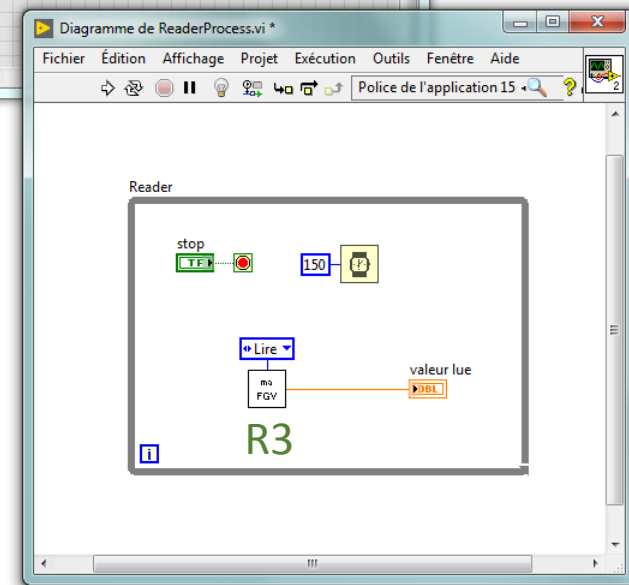 Diagramme de ReaderProcess.vi *
Fichier Édition Affichage Projet Exécution Outils Fenêtre Aide
Police de l'application 15
2
Reader
stop
TF
150
Lire
ma
FGV
valeur lue
DBL
R3
i